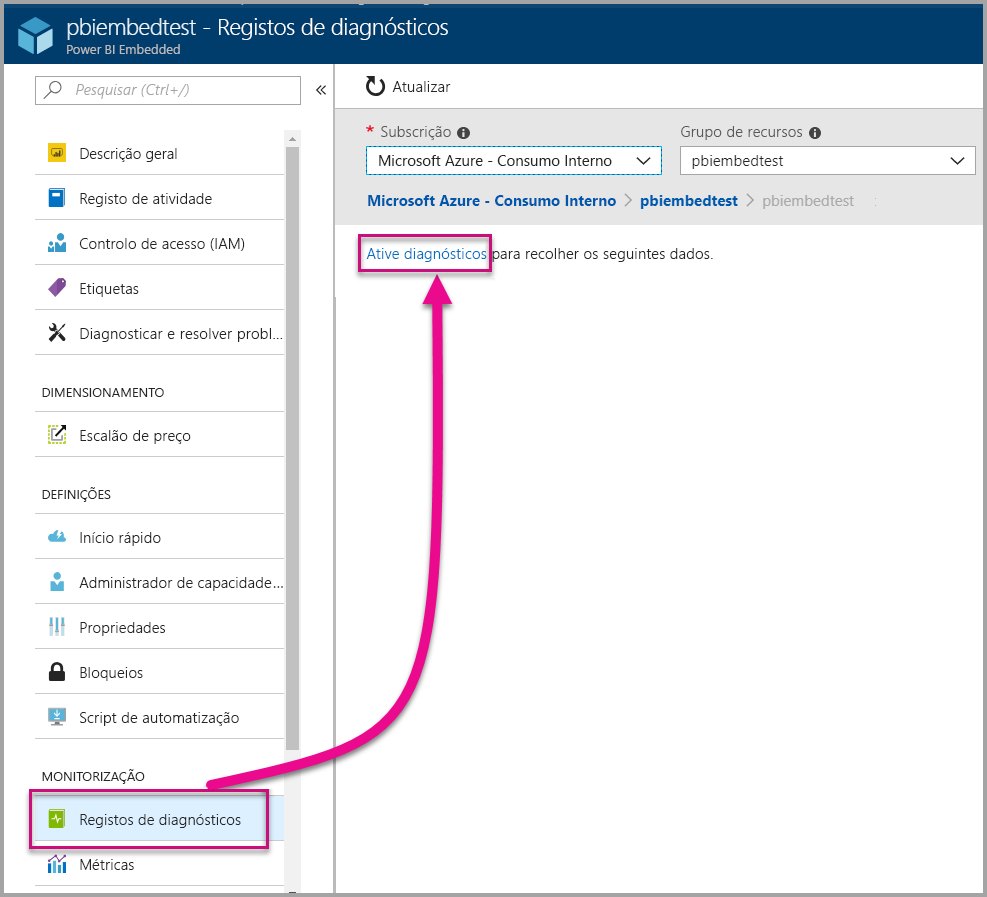 pbiembedtest - Registos de diagnósticos
Power BI Embedded
Pesquisar (Ctrl+/)
«
Descrição geral
Registo de atividade
Controlo de acesso (IAM)
Etiquetas
Diagnosticar e resolver probl...
DIMENSIONAMENTO
Escalão de preço
DEFINIÇÕES
Início rápido
Administrador de capacidade...
Propriedades
Bloqueios
Script de automatização
MONITORIZAÇÃO
Registos de diagnósticos
Métricas
Atualizar
* Subscrição
Grupo de recursos
Microsoft Azure - Consumo Interno
pbiembedtest
Microsoft Azure - Consumo Interno > pbiembedtest > pbiembedtest
Ative diagnósticos para recolher os seguintes dados.